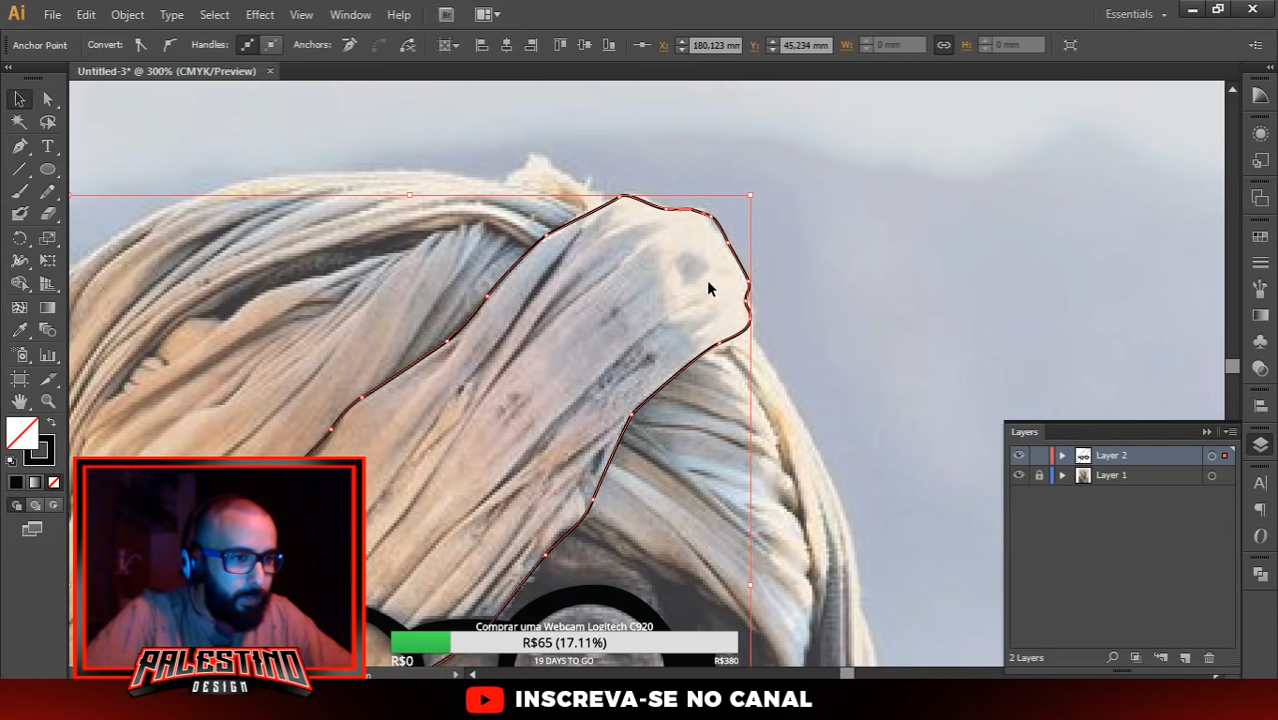 Ai File Edit Object Type Select Effect View Window Help Br Essentials
Anchor Point Convert: Handles: Anchors: X: 180,123 mm Y: 45,234 mm W: 0 mm H: 0 mm
Untitled-3* @ 300% (CMYK/Preview)
Layers
Layer 2
Layer 1
2 Layers
Comprar uma Webcam Logitech C920
R$65 (17.11%)
R$0 19 DAYS TO GO R$380
PALESTINO
DESIGN
INSCREVA-SE NO CANAL